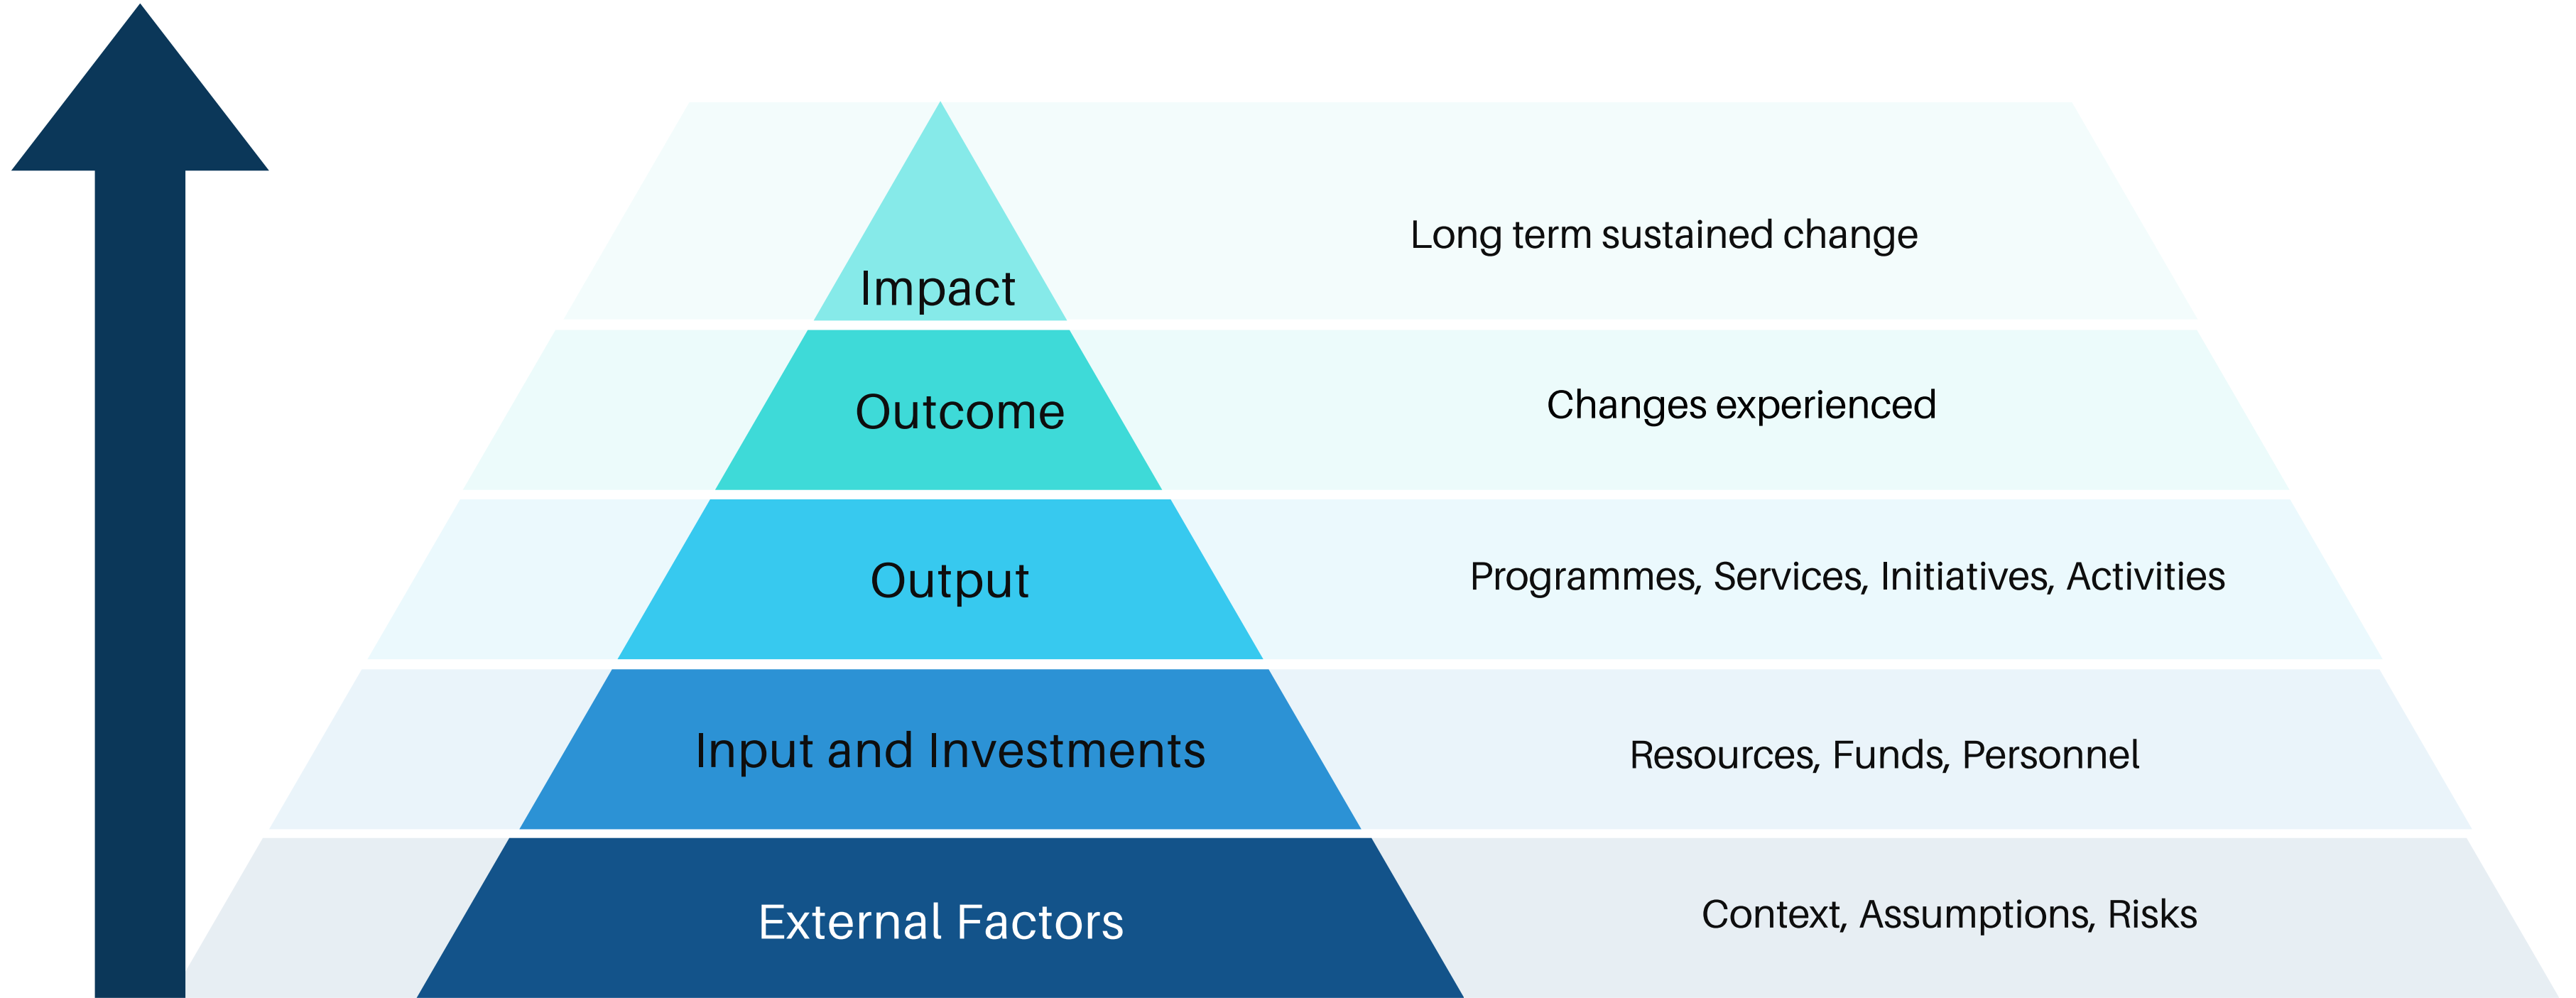 Long term sustained change
Impact
Outcome
Changes experienced
Output
Programmes, Services, Initiatives, Activities
Input and Investments
Resources, Funds, Personnel
External Factors
Context, Assumptions, Risks